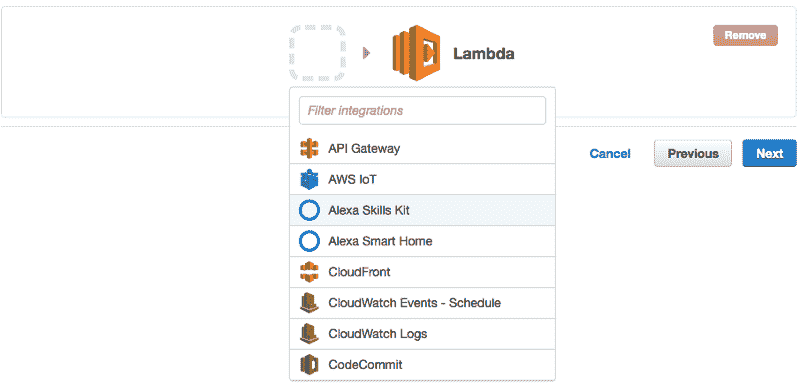 Lambda
Remove
Filter integrations
API Gateway
AWS IoT
Alexa Skills Kit
Alexa Smart Home
CloudFront
CloudWatch Events - Schedule
CloudWatch Logs
CodeCommit
Cancel
Previous
Next